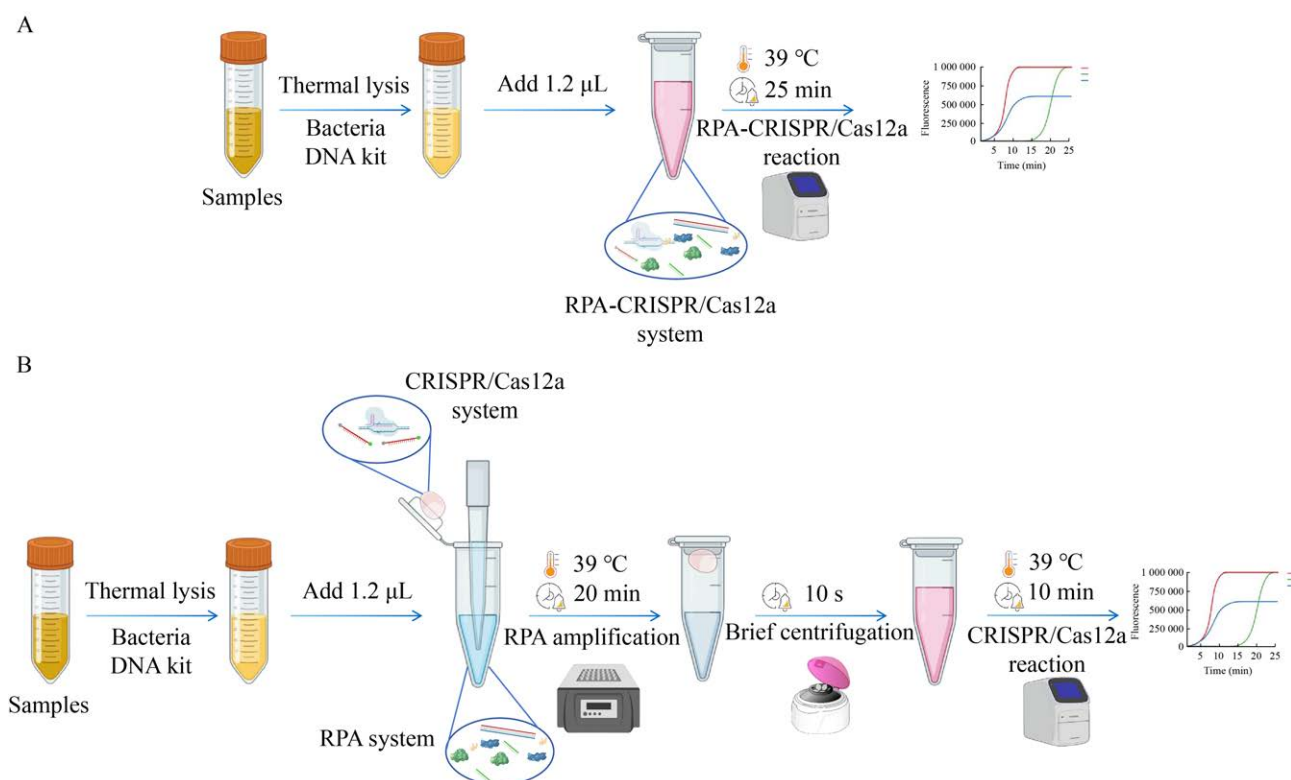 A
Thermal lysis
Bacteria
DNA kit
Samples
Add 1.2 μL
39 ℃
25 min
RPA-CRISPR/Cas12a
reaction
RPA-CRISPR/Cas12a
system
Fluorescence
1 000 000
750 000
500 000
250 000
0
5 10 15 20 25
Time (min)
B
CRISPR/Cas12a
system
Thermal lysis
Bacteria
DNA kit
Samples
Add 1.2 μL
RPA system
39 ℃
20 min
RPA amplification
10 s
Brief centrifugation
39 ℃
10 min
CRISPR/Cas12a
reaction
Fluorescence
1 000 000
750 000
500 000
250 000
0
5 10 15 20 25
Time (min)